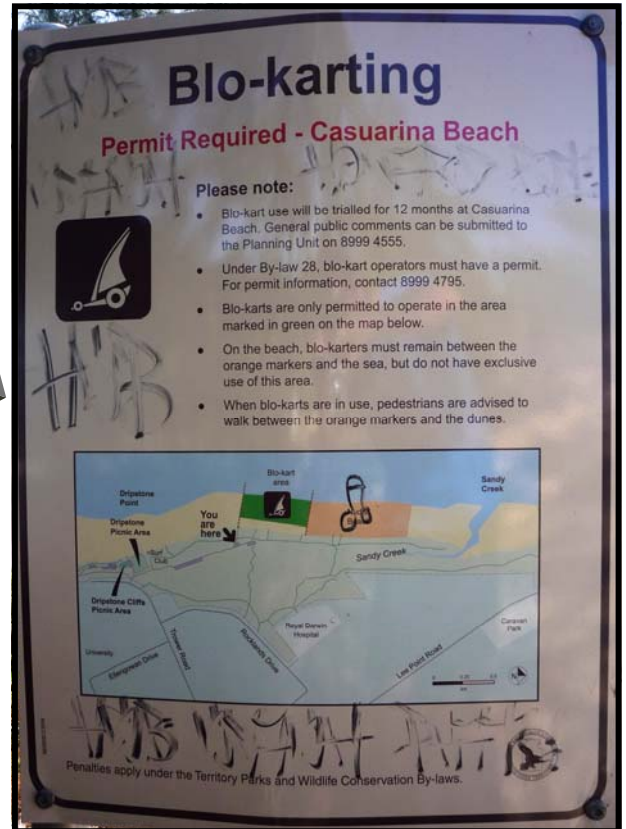 Blo-karting
Permit Required - Casuarina Beach
Please note:
• Blo-kart use will be trialled for 12 months at Casuarina
Beach. General public comments can be submitted to
the Planning Unit on 8999 4555.
• Under By-law 28, blo-kart operators must have a permit.
For permit information, contact 8999 4795.
• Blo-karts are only permitted to operate in the area
marked in green on the map below.
• On the beach, blo-karters must remain between the
orange markers and the sea, but do not have exclusive
use of this area.
• When blo-karts are in use, pedestrians are advised to
walk between the orange markers and the dunes.
Blo-kart
area
Sandy
Creek
Dripstone
Point
You
are
here
Dripstone
Picnic Area
Surf
Club
Sandy Creek
Dripstone Cliffs
Picnic Area
Royal Darwin
Hospital
Caravan
Park
University
Ellengowan Drive
Trower Road
Rocklands Drive
Lee Point Road
N
km
Penalties apply under the Territory Parks and Wildlife Conservation By-laws.